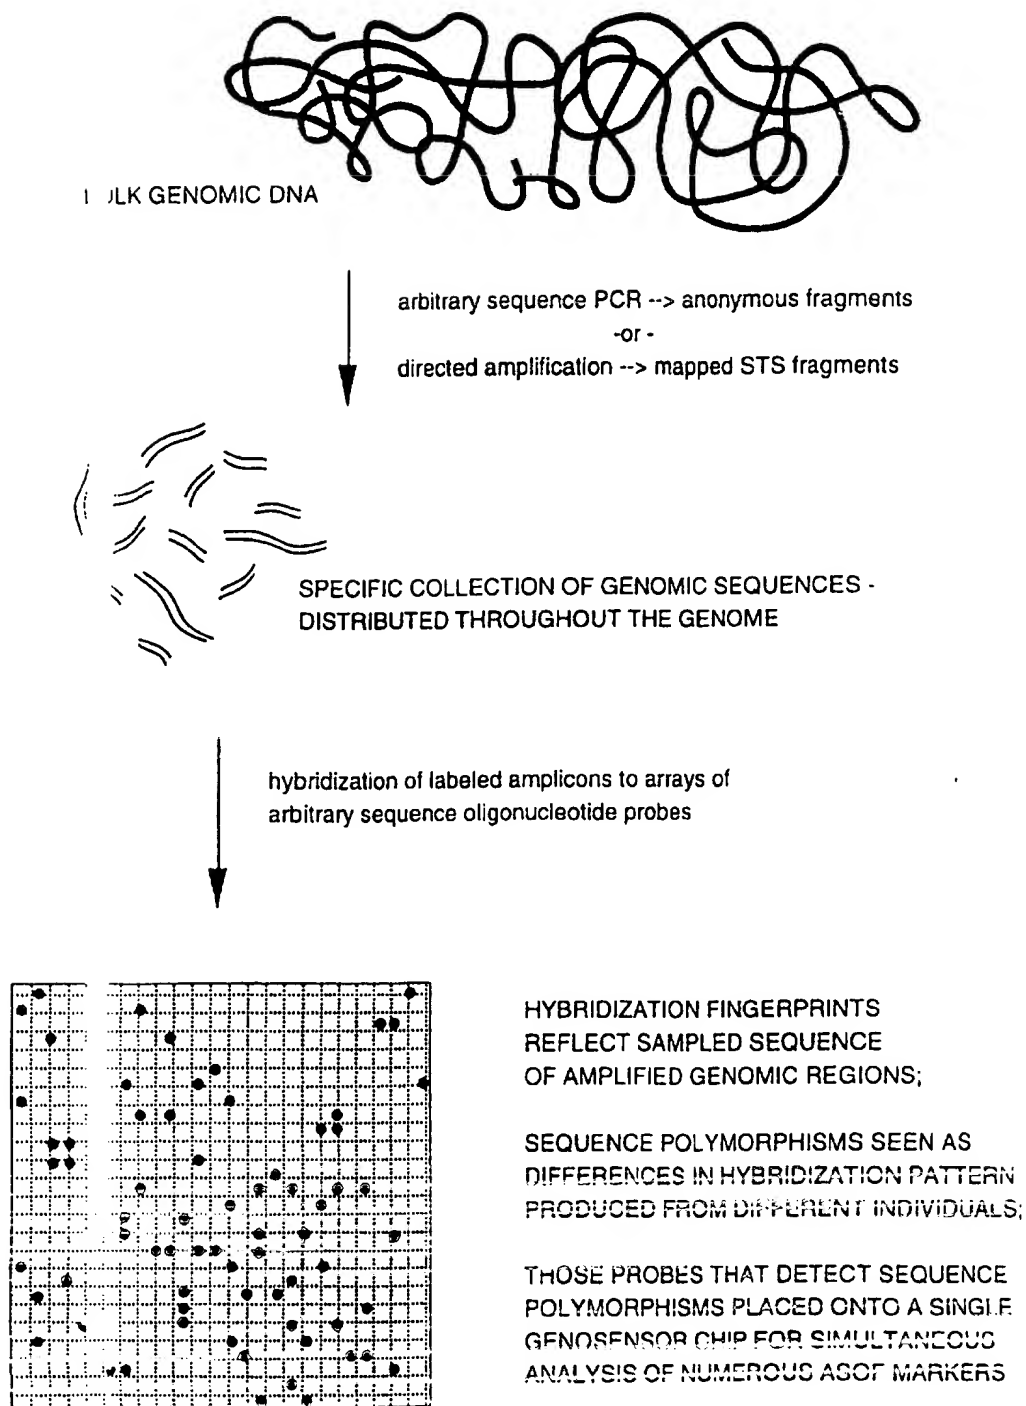 GENOMIC DNA
arbitrary sequence PCR --> anonymous fragments
-or -
directed amplification --> mapped STS fragments
SPECIFIC COLLECTION OF GENOMIC SEQUENCES -
DISTRIBUTED THROUGHOUT THE GENOME
hybridization of labeled amplicons to arrays of
arbitrary sequence oligonucleotide probes
HYBRIDIZATION FINGERPRINTS
REFLECT SAMPLED SEQUENCE
OF AMPLIFIED GENOMIC REGIONS;
SEQUENCE POLYMORPHISMS SEEN AS
DIFFERENCES IN HYBRIDIZATION PATTERN
PRODUCED FROM DIFFERENT INDIVIDUALS;
THOSE PROBES THAT DETECT SEQUENCE
POLYMORPHISMS PLACED ONTO A SINGLE
GENOSENSOR CHIP FOR SIMULTANEOUS
ANALYSIS OF NUMEROUS MARKERS